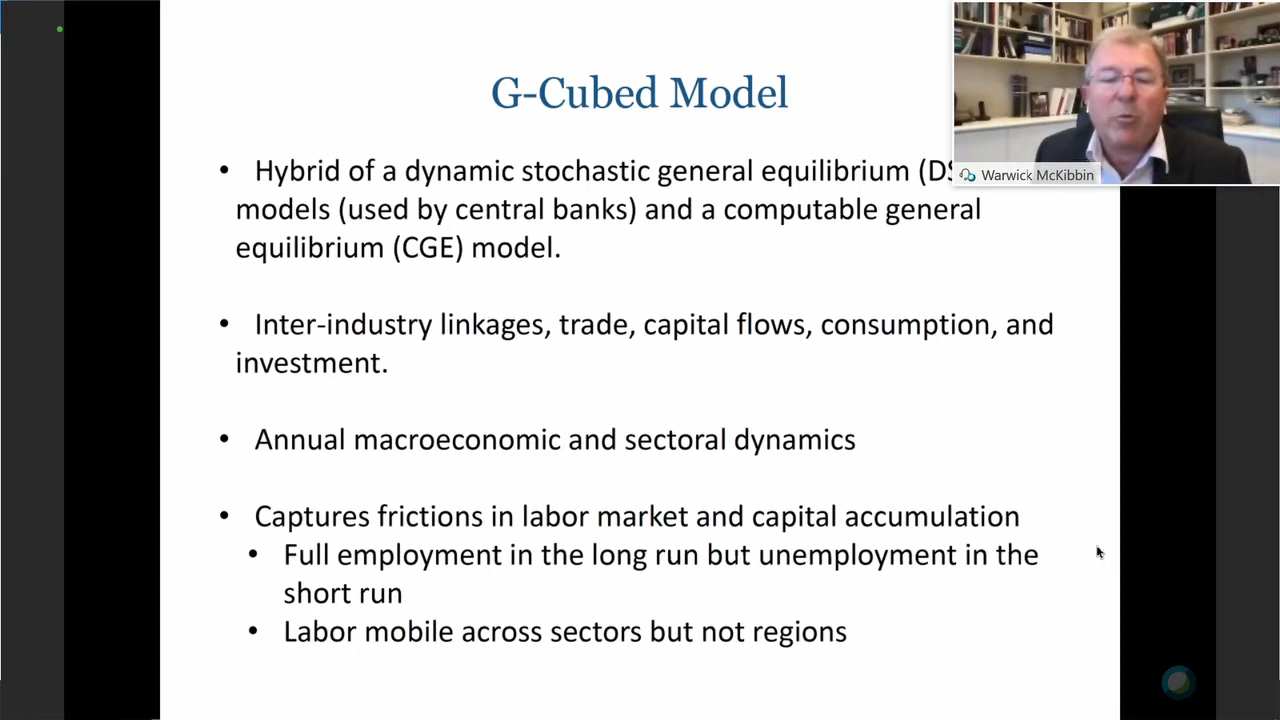 G-Cubed Model
Warwick McKibbin
• Hybrid of a dynamic stochastic general equilibrium
models (used by central banks) and a computable general
equilibrium (CGE) model.
• Inter-industry linkages, trade, capital flows, consumption, and
investment.
• Annual macroeconomic and sectoral dynamics
• Captures frictions in labor market and capital accumulation
• Full employment in the long run but unemployment in the
short run
• Labor mobile across sectors but not regions